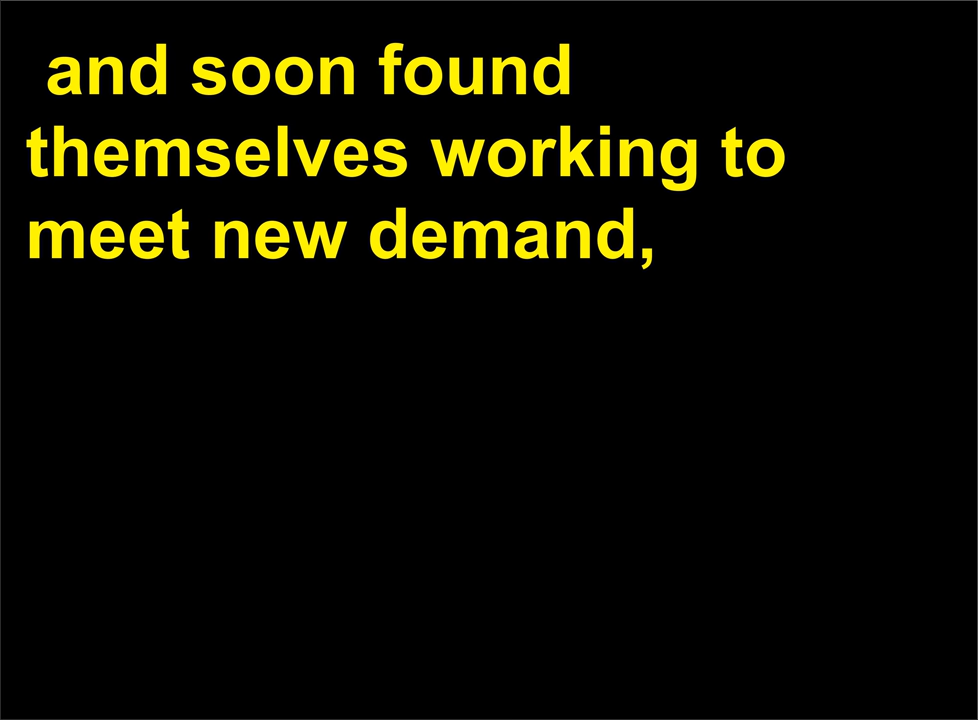 and soon found
themselves working to
meet new demand,